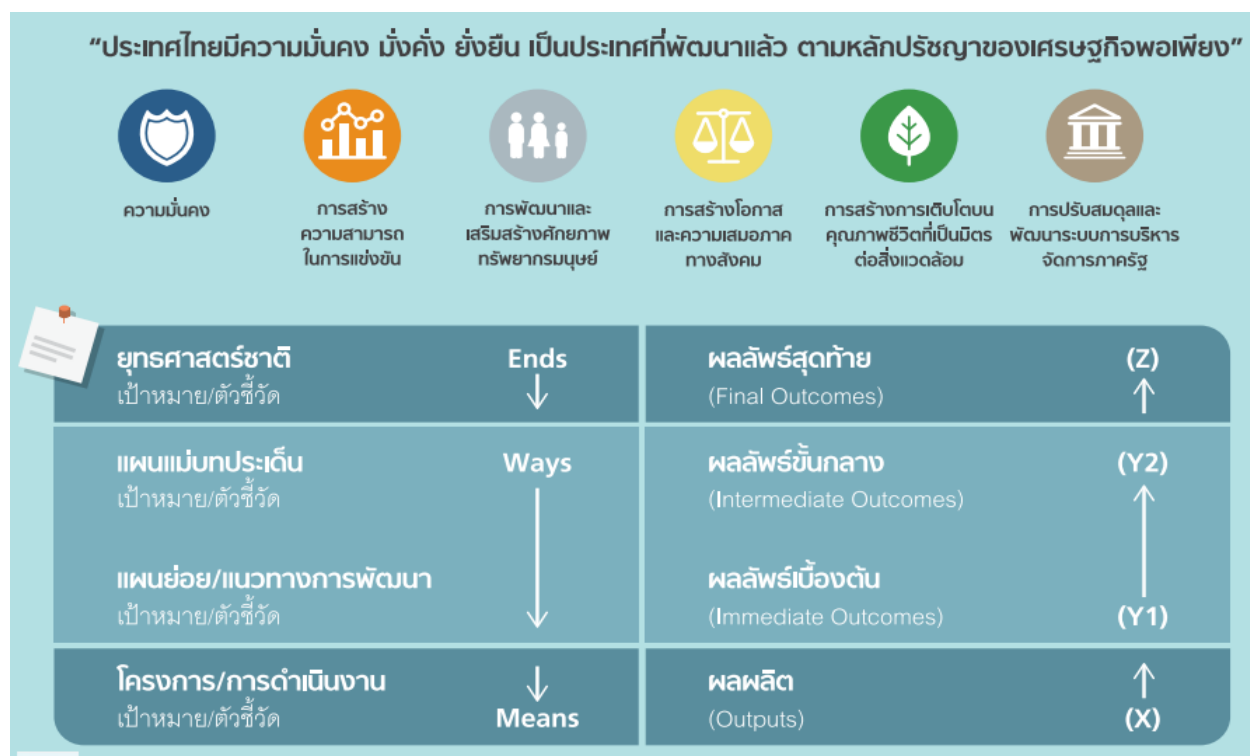 “ประเทศไทยมีความมั่นคง มั่งคั่ง ยั่งยืน เป็นประเทศที่พัฒนาแล้ว ตามหลักปรัชญาของเศรษฐกิจพอเพียง”
ความมั่นคง
การสร้าง
ความสามารถ
ในการแข่งขัน
การพัฒนาและ
เสริมสร้างศักยภาพ
ทรัพยากรมนุษย์
การสร้างโอกาส
และความเสมอภาค
ทางสังคม
การสร้างการเติบโตบน
คุณภาพชีวิตที่เป็นมิตร
ต่อสิ่งแวดล้อม
การปรับสมดุลและ
พัฒนาระบบการบริหาร
จัดการภาครัฐ
ยุทธศาสตร์ชาติ Ends ผลลัพธ์สุดท้าย (Z)
เป้าหมาย/ตัวชี้วัด (Final Outcomes)
แผนแม่บทประเด็น Ways ผลลัพธ์ขั้นกลาง (Y2)
เป้าหมาย/ตัวชี้วัด (Intermediate Outcomes)
แผนย่อย/แนวทางการพัฒนา ผลลัพธ์เบื้องต้น
เป้าหมาย/ตัวชี้วัด (Immediate Outcomes) (Y1)
โครงการ/การดำเนินงาน ผลผลิต
เป้าหมาย/ตัวชี้วัด Means (Outputs) (X)